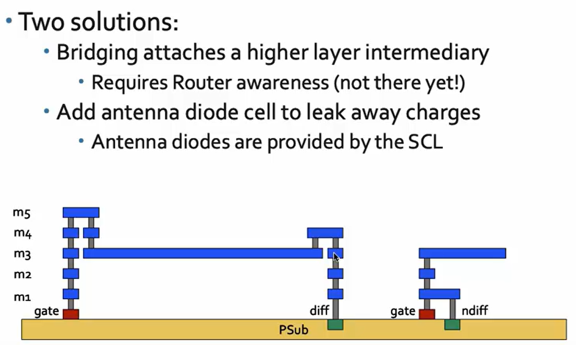 • Two solutions:
• Bridging attaches a higher layer intermediary
• Requires Router awareness (not there yet!)
• Add antenna diode cell to leak away charges
• Antenna diodes are provided by the SCL
m5
m4
m3
m2
m1
gate
diff
gate
ndiff
PSub